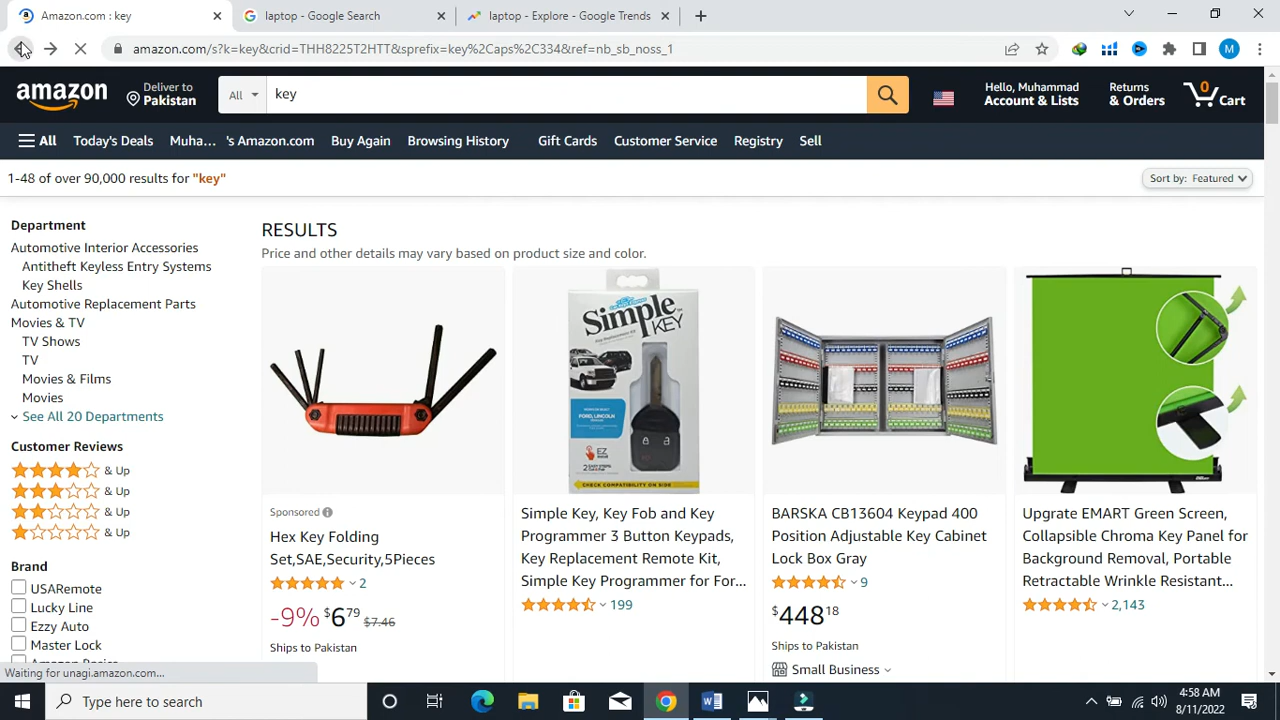 Amazon.com : key
laptop - Google Search
laptop - Explore - Google Trends
amazon.com/s?k=key&crid=THH8225T2HTT&sprefix=key%2Caps%2C334&ref=nb_sb_noss_1
M
amazon
Deliver to
Pakistan
All
key
Hello, Muhammad
Account & Lists
Returns
& Orders
0
Cart
All
Today's Deals
Muha… 's Amazon.com
Buy Again
Browsing History
Gift Cards
Customer Service
Registry
Sell
1-48 of over 90,000 results for "key"
Sort by: Featured
Department
Automotive Interior Accessories
Antitheft Keyless Entry Systems
Key Shells
Automotive Replacement Parts
Movies & TV
TV Shows
TV
Movies & Films
Movies
See All 20 Departments
Customer Reviews
& Up
& Up
& Up
& Up
Brand
USARemote
Lucky Line
Ezzy Auto
Master Lock
Amazon Basics
RESULTS
Price and other details may vary based on product size and color.
Simple
KEY
FORD, LINCOLN
EZ
CHECK COMPATIBILITY ON SIDE
Sponsored
Hex Key Folding
Set,SAE,Security,5Pieces
2
-9% $6 79 $7.46
Ships to Pakistan
Simple Key, Key Fob and Key
Programmer 3 Button Keypads,
Key Replacement Remote Kit,
Simple Key Programmer for For...
199
BARSKA CB13604 Keypad 400
Position Adjustable Key Cabinet
Lock Box Gray
9
$448 18
Ships to Pakistan
Small Business
Upgrade EMART Green Screen,
Collapsible Chroma Key Panel for
Background Removal, Portable
Retractable Wrinkle Resistant...
2,143
Waiting for unagi.amazon.com...
Type here to search
4:58 AM
8/11/2022